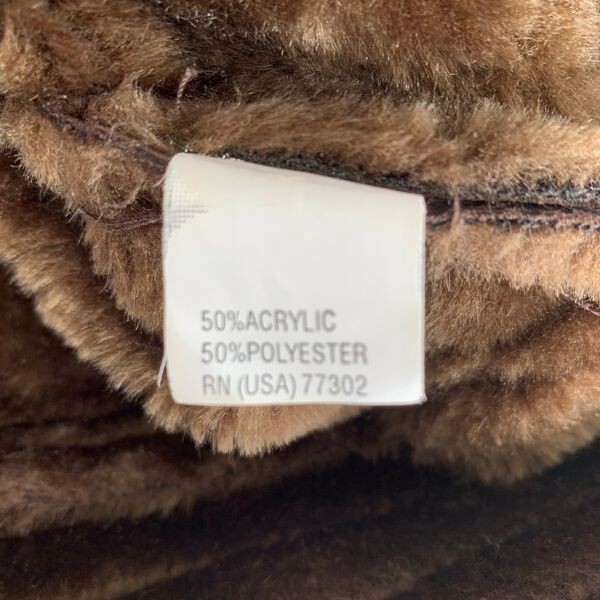 50%ACRYLIC
50%POLYESTER
RN (USA) 77302